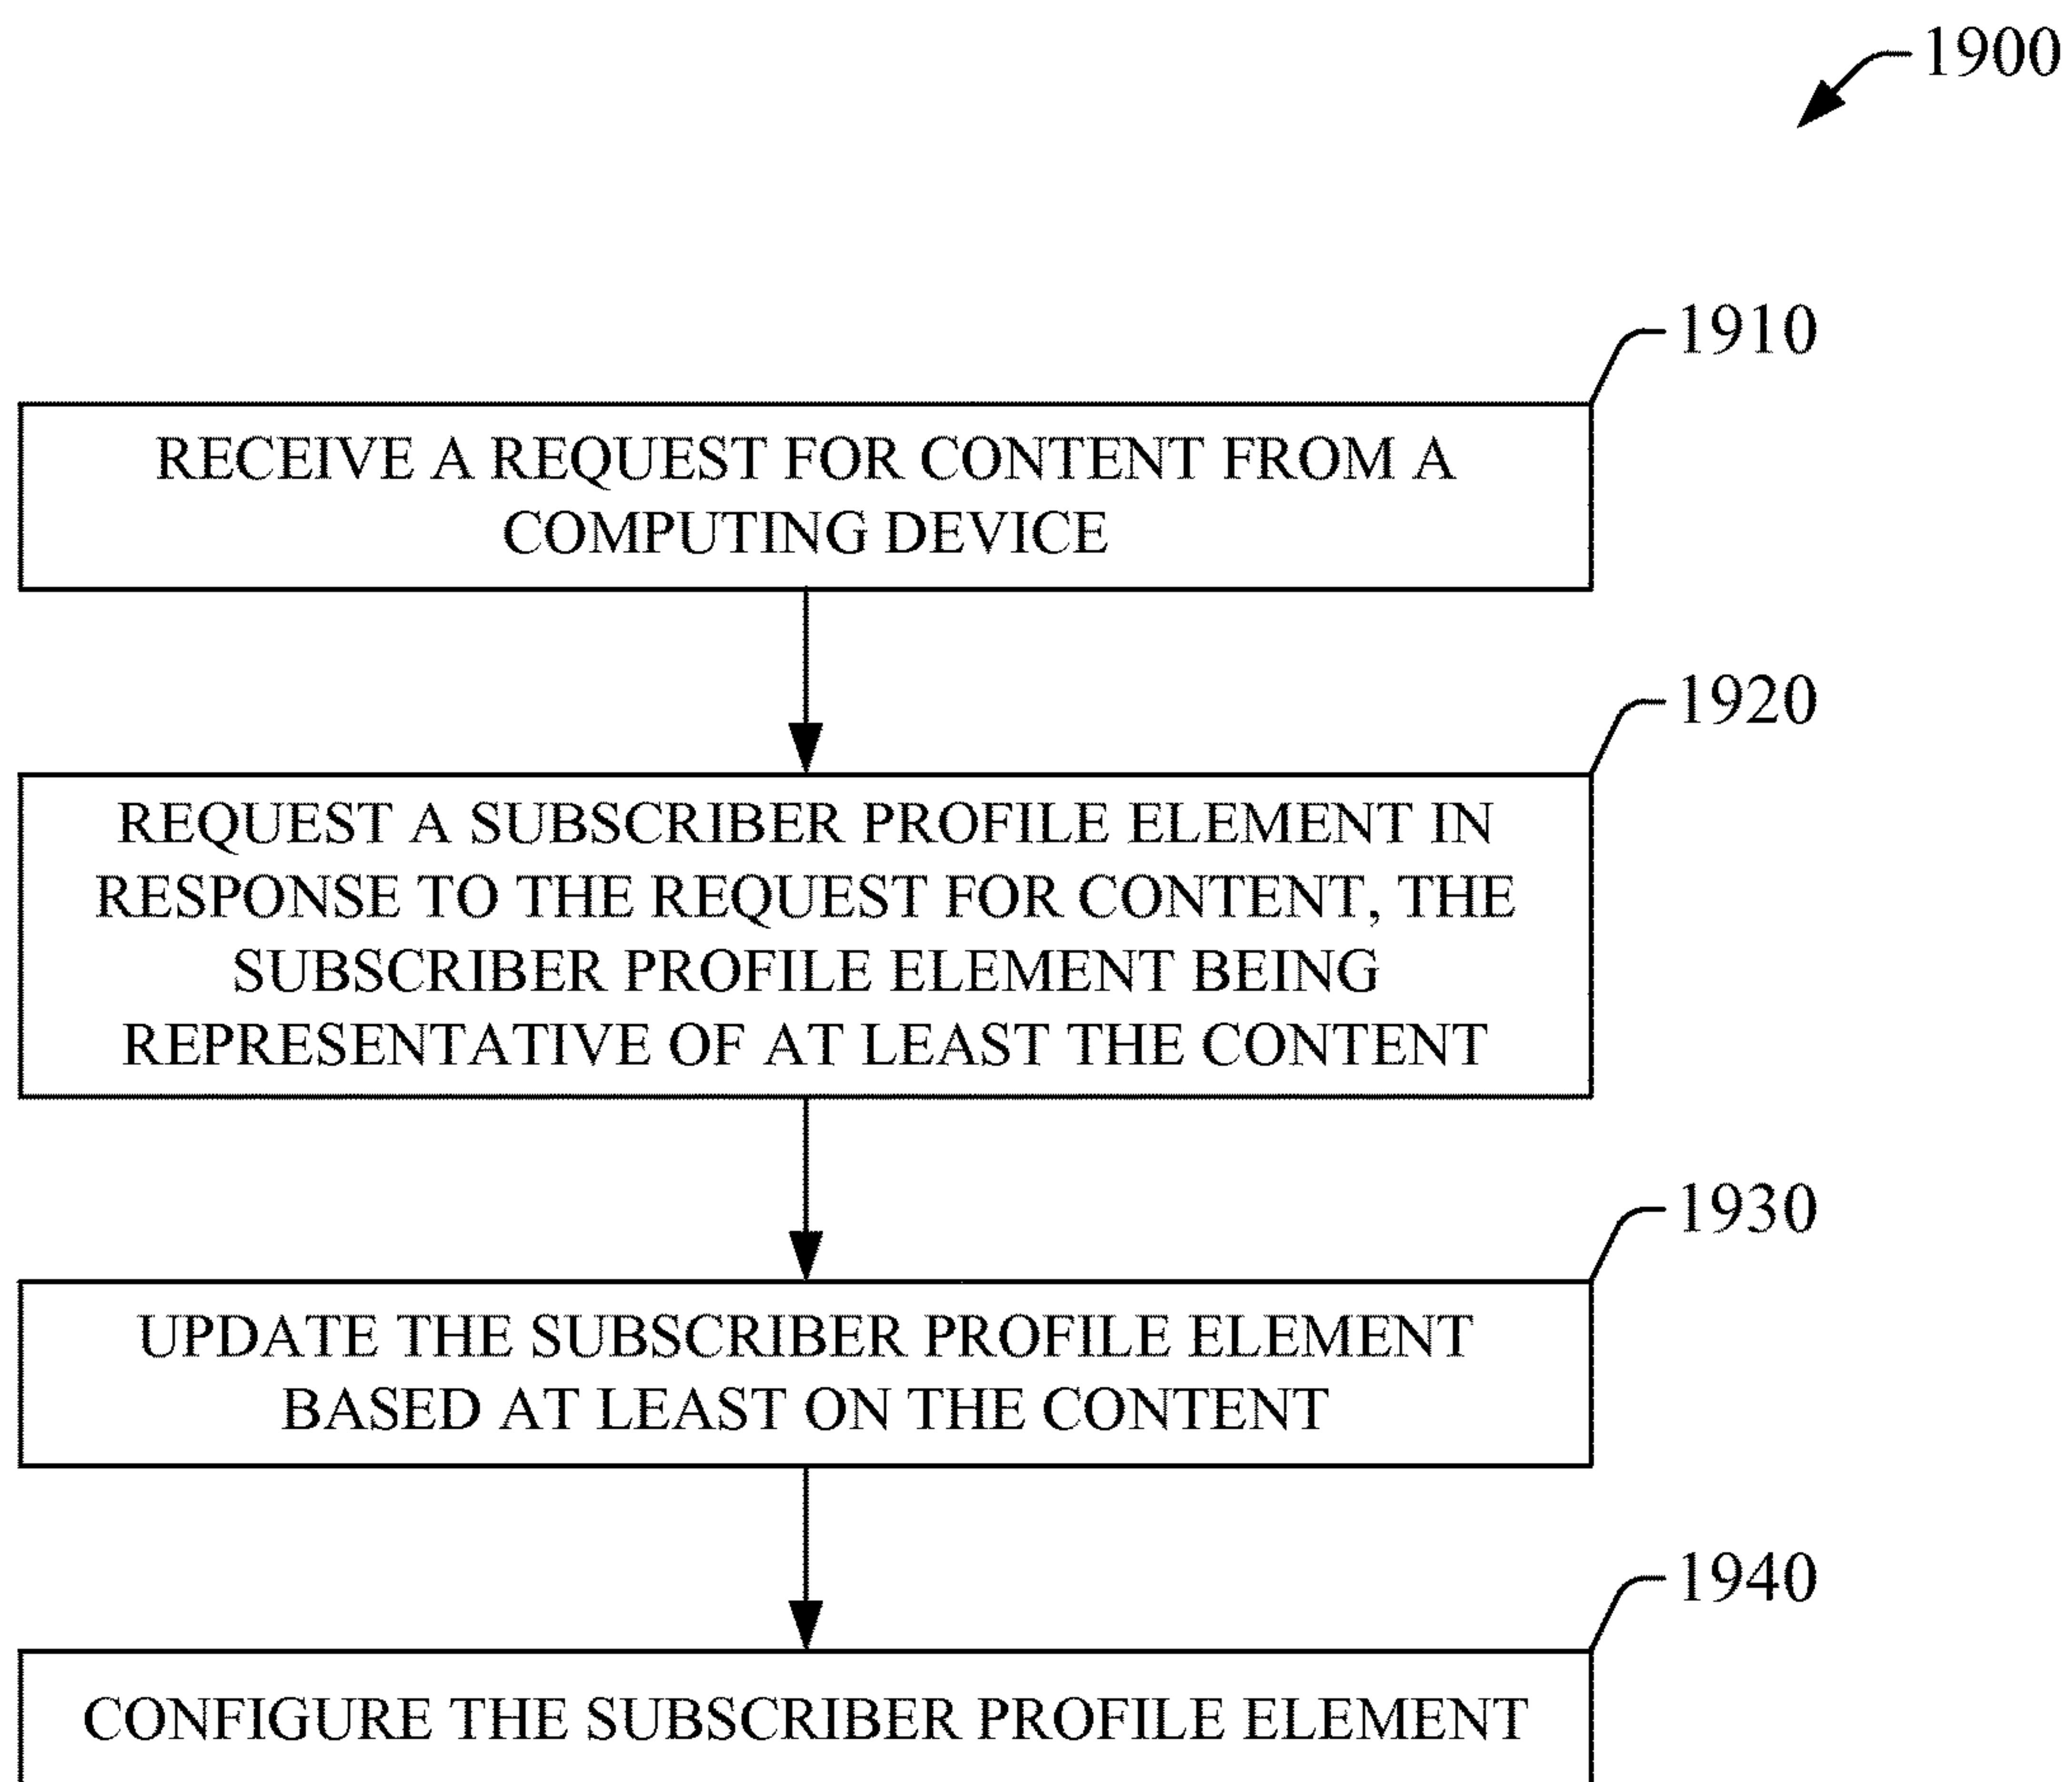 1900
1910
RECEIVE A REQUEST FOR CONTENT FROM A
COMPUTING DEVICE
1920
REQUEST A SUBSCRIBER PROFILE ELEMENT IN
RESPONSE TO THE REQUEST FOR CONTENT, THE
SUBSCRIBER PROFILE ELEMENT BEING
REPRESENTATIVE OF AT LEAST THE CONTENT
1930
UPDATE THE SUBSCRIBER PROFILE ELEMENT
BASED AT LEAST ON THE CONTENT
1940
CONFIGURE THE SUBSCRIBER PROFILE ELEMENT